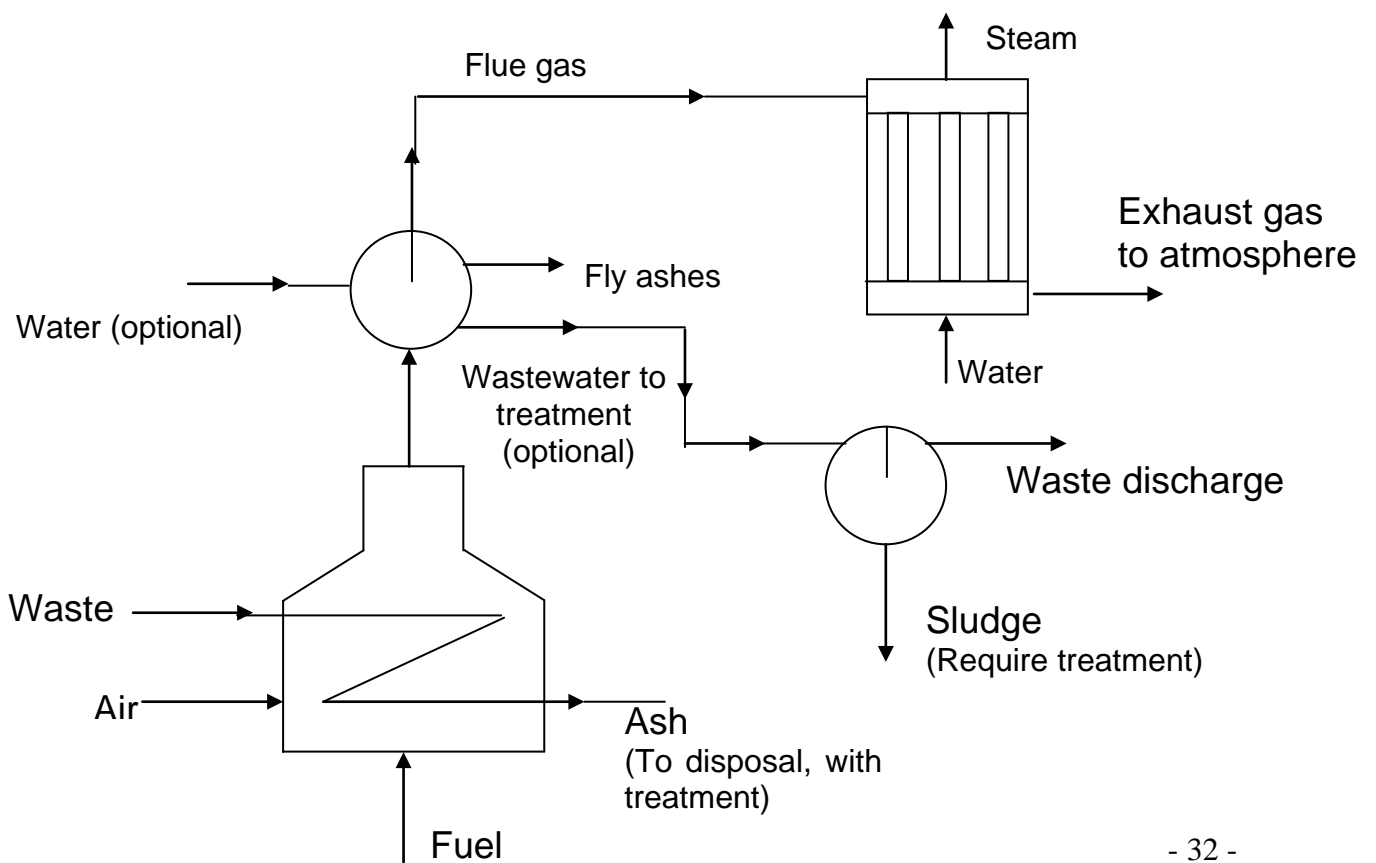 Steam
Flue gas
Exhaust gas
to atmosphere
Fly ashes
Water (optional)
Water
Wastewater to
treatment
(optional)
Waste discharge
Waste
Sludge
(Require treatment)
Air
Ash
(To disposal, with
treatment)
Fuel
- 32 -